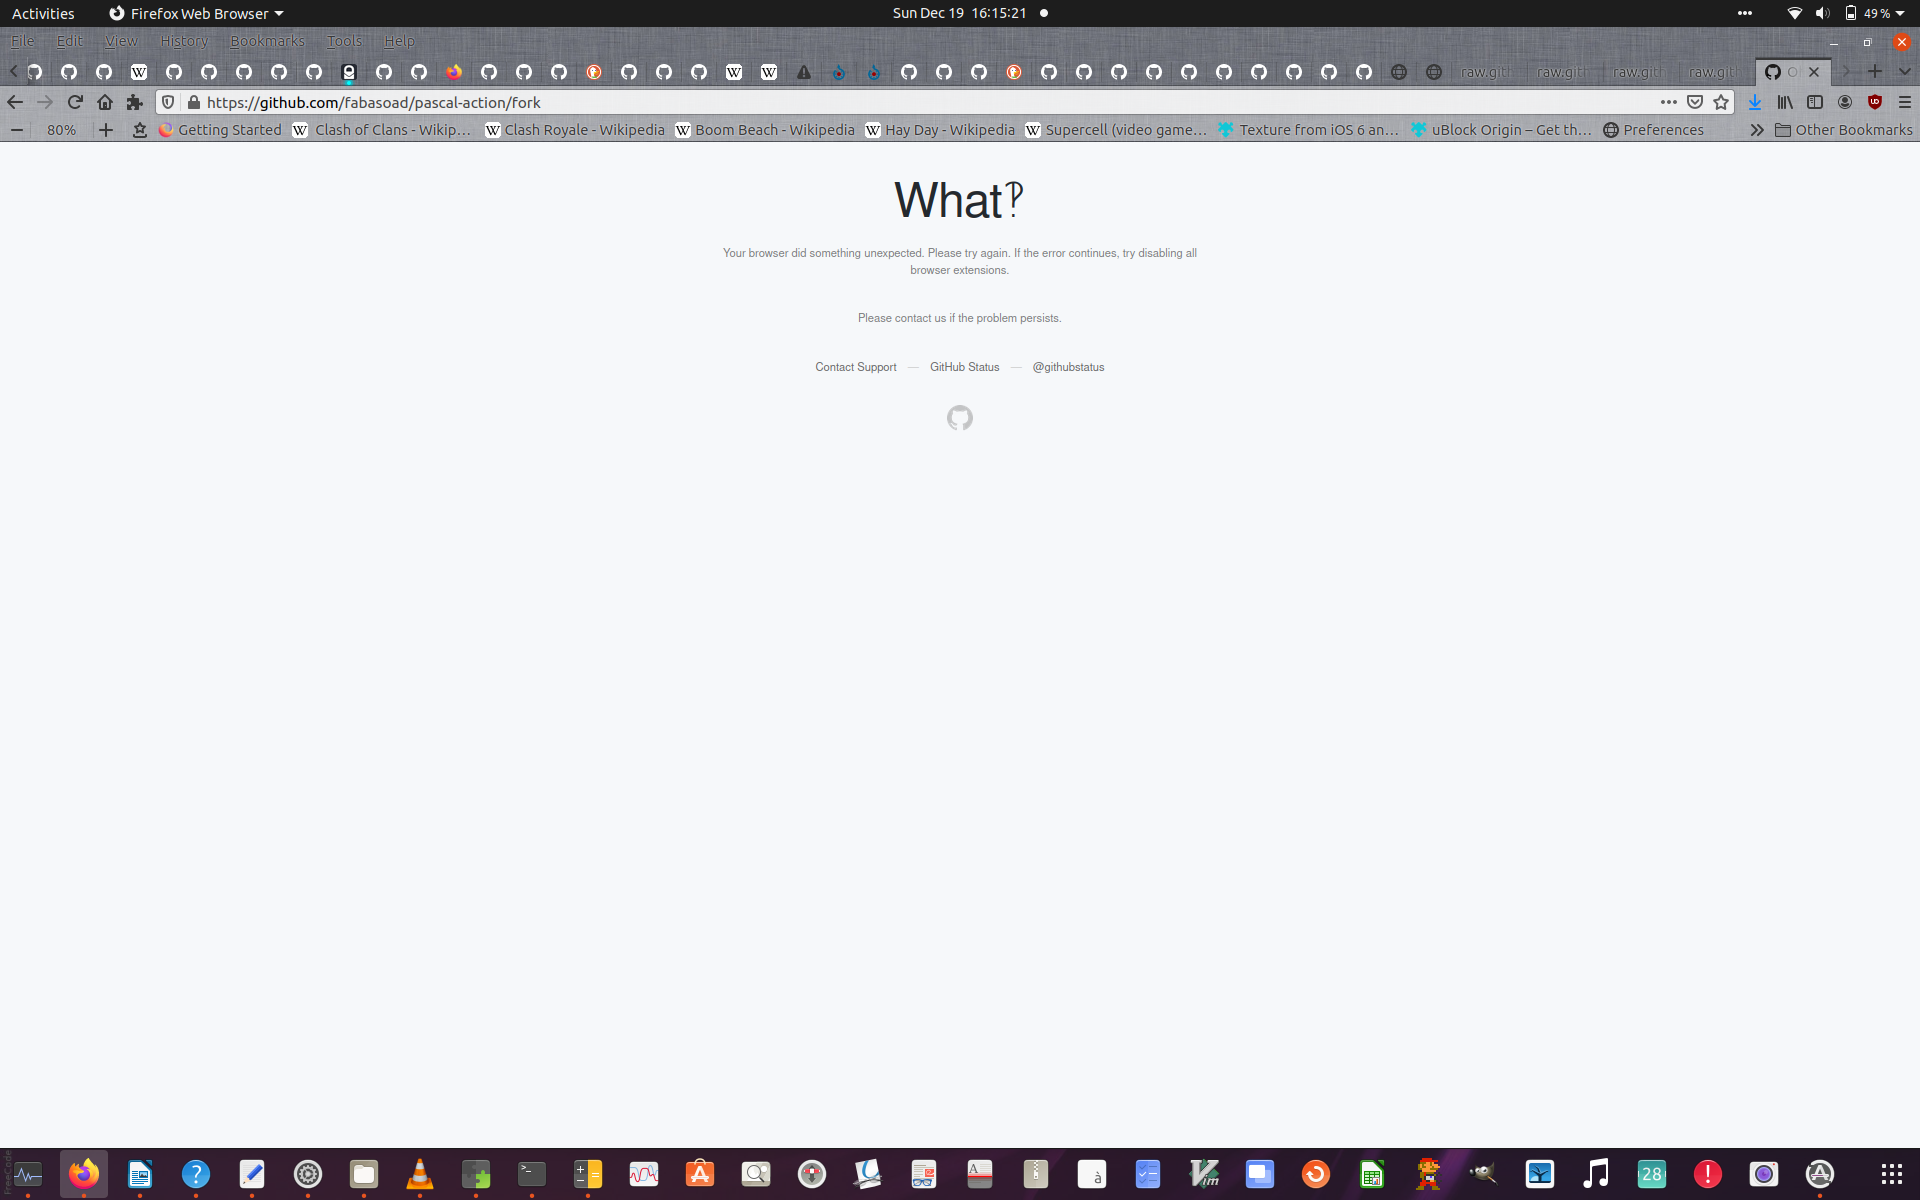 Activities
Firefox Web Browser
Sun Dec 19 16:15:21
49 %
File Edit View History Bookmarks Tools Help
raw.gith
raw.gith
raw.gith
raw.gith
https://github.com/fabasoad/pascal-action/fork
80%
Getting Started
Clash of Clans - Wikip…
Clash Royale - Wikipedia
Boom Beach - Wikipedia
Hay Day - Wikipedia
Supercell (video game…
Texture from iOS 6 an…
uBlock Origin – Get th…
Preferences
Other Bookmarks
What‽
Your browser did something unexpected. Please try again. If the error continues, try disabling all
browser extensions.
Please contact us if the problem persists.
Contact Support — GitHub Status — @githubstatus
FreeCode
28